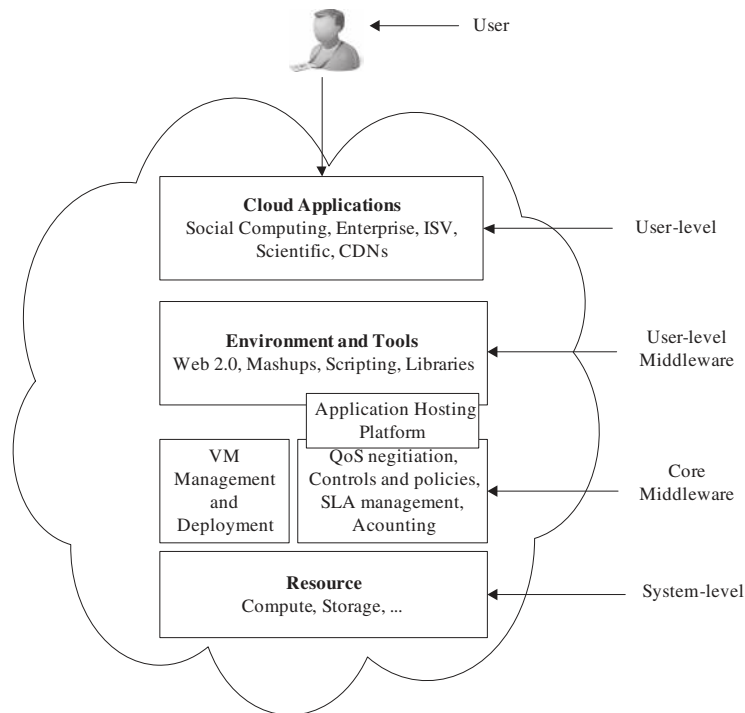 User
Cloud Applications
Social Computing, Enterprise, ISV,
Scientific, CDNs
User-level
Environment and Tools
Web 2.0, Mashups, Scripting, Libraries
User-level
Middleware
Application Hosting
Platform
VM
Management
and
Deployment
QoS negitiation,
Controls and policies,
SLA management,
Acounting
Core
Middleware
Resource
Compute, Storage, ...
System-level